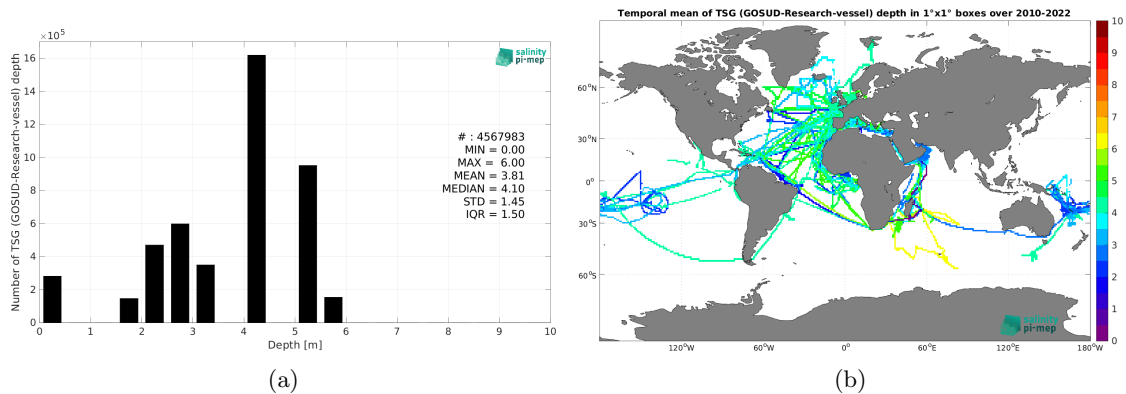 ×10⁵
16
14
12
10
8
6
4
2
0
Number of TSG (GOSUD-Research-vessel) depth
salinity
pi-mep
# : 4567983
MIN = 0.00
MAX = 6.00
MEAN = 3.81
MEDIAN = 4.10
STD = 1.45
IQR = 1.50
0 1 2 3 4 5 6 7 8 9 10
Depth [m]
(a)
Temporal mean of TSG (GOSUD-Research-vessel) depth in 1°x1° boxes over 2010-2022
60°N
30°N
15°N
0°
15°S
30°S
60°S
120°W 60°W 0° 60°E 120°E 180°W
salinity
pi-mep
10
9
8
7
6
5
4
3
2
1
0
(b)